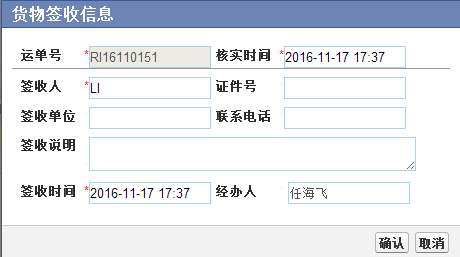 货物签收信息
运单号 *RI16110151 核实时间 *2016-11-17 17:37
签收人 *LI 证件号
签收单位 联系电话
签收说明
签收时间 *2016-11-17 17:37 经办人 任海飞
确认 取消